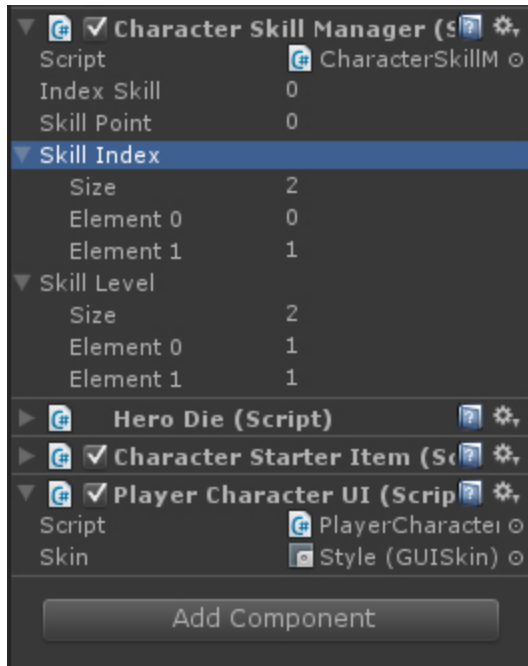 Character Skill Manager (S
Script CharacterSkillM
Index Skill 0
Skill Point 0
Skill Index
Size 2
Element 0 0
Element 1 1
Skill Level
Size 2
Element 0 1
Element 1 1
Hero Die (Script)
Character Starter Item (Sc
Player Character UI (Scrip
Script PlayerCharacter
Skin Style (GUISkin)
Add Component